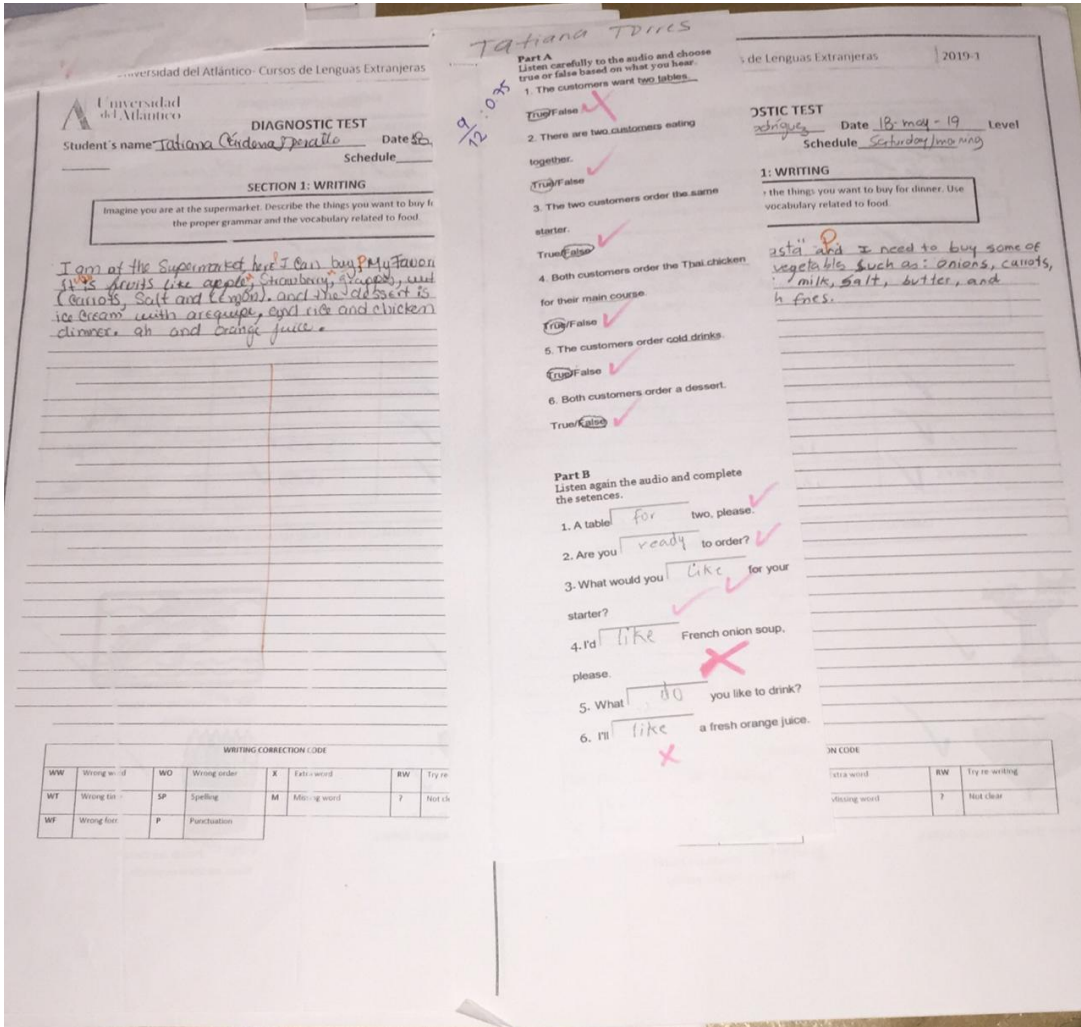 Tatiana Torres
versidad del Atlántico- Cursos de Lenguas Extranjeras
Universidad
del Atlántico
DIAGNOSTIC TEST
Student's name Tatiana Date
Schedule
SECTION 1: WRITING
Imagine you are at the supermarket. Describe the things you want to buy f
the proper grammar and the vocabulary related to food
I am at the Supermarket here I Can buy My Favori
It is fruits like apple, Strawberry, grapes, and
(Carrots, Salt and Lemon). and the dessert is
ice cream with arequipe, and rice and chicken
dimner. ah and Orange juice.
WRITING CORRECTION CODE
WW Wrong word WO Wrong order X Extra word RW Try re
WT Wrong SP Spelling M Missing word ? Not cl
WF Wrong for P Punctuation
9/12 : 0.75
Part A
Listen carefully to the audio and choose
true or false based on what you hear.
1. The customers want two tables.
True/False
2. There are two customers eating
together.
True/False
3. The two customers order the same
starter.
True/False
4. Both customers order the Thai chicken
for their main course.
True/False
5. The customers order cold drinks.
True/False
6. Both customers order a dessert.
True/False
Part B
Listen again the audio and complete
the setences.
1. A table for two, please.
2. Are you ready to order?
3. What would you like for your
starter?
4. I'd like French onion soup,
please.
5. What do you like to drink?
6. I'll like a fresh orange juice.
s de Lenguas Extranjeras 2019-1
OSTIC TEST
odríguez Date 18-may-19 Level
Schedule Saturday/morning
1: WRITING
the things you want to buy for dinner. Use
vocabulary related to food
asta" P and I need to buy some of
vegetables such as: onions, carrots,
milk, salt, butter, and
h fries.
ON CODE
xtra word RW Try re-writing
Missing word ? Not clear